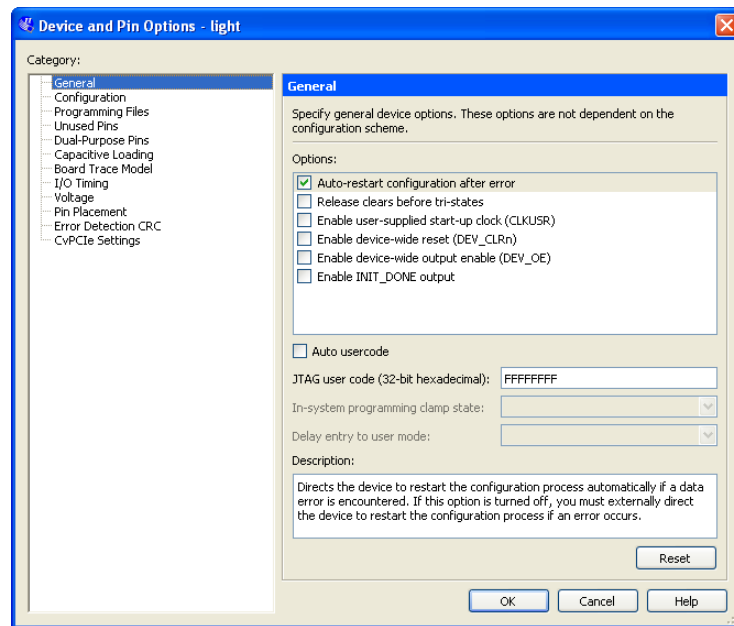 Device and Pin Options - light
Category:
General
Configuration
Programming Files
Unused Pins
Dual-Purpose Pins
Capacitive Loading
Board Trace Model
I/O Timing
Voltage
Pin Placement
Error Detection CRC
CvPCIe Settings
General
Specify general device options. These options are not dependent on the
configuration scheme.
Options:
Auto-restart configuration after error
Release clears before tri-states
Enable user-supplied start-up clock (CLKUSR)
Enable device-wide reset (DEV_CLRn)
Enable device-wide output enable (DEV_OE)
Enable INIT_DONE output
Auto usercode
JTAG user code (32-bit hexadecimal): FFFFFFFF
In-system programming clamp state:
Delay entry to user mode:
Description:
Directs the device to restart the configuration process automatically if a data
error is encountered. If this option is turned off, you must externally direct
the device to restart the configuration process if an error occurs.
Reset
OK Cancel Help